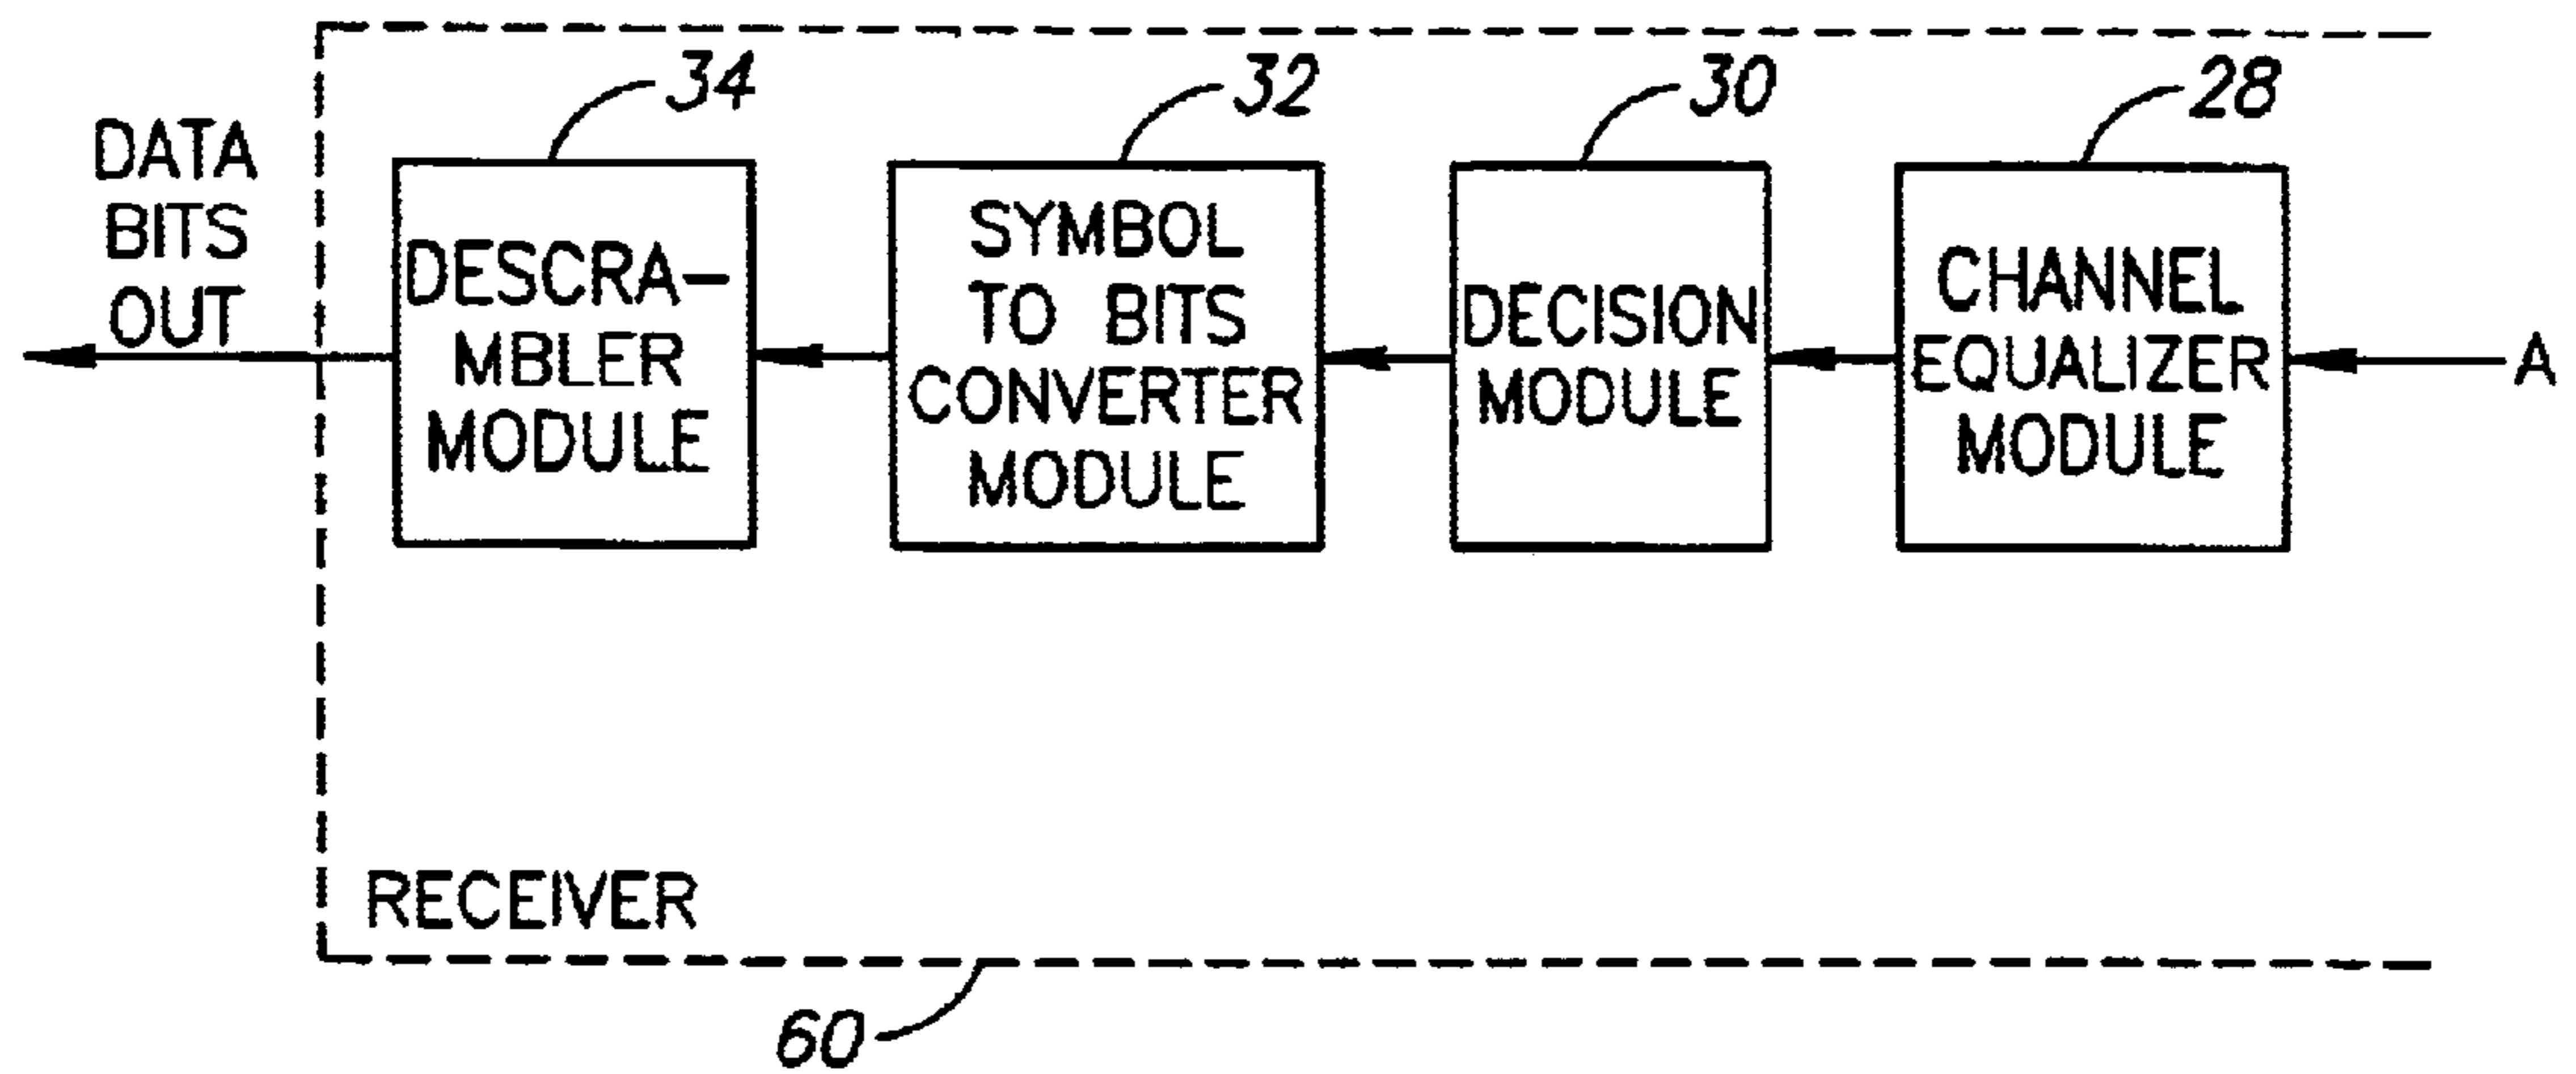 34
32
30
28
DATA
BITS
OUT
DESCRA-
MBLER
MODULE
SYMBOL
TO BITS
CONVERTER
MODULE
DECISION
MODULE
CHANNEL
EQUALIZER
MODULE
A
RECEIVER
60